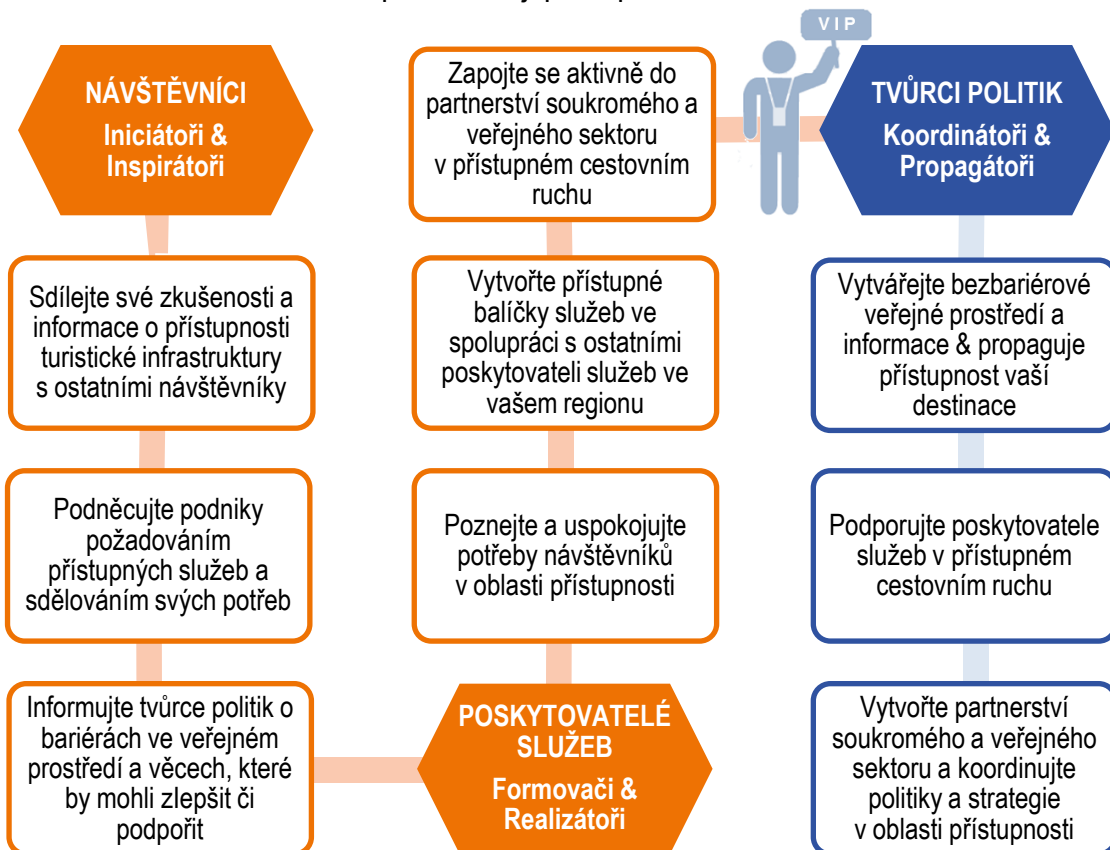 NÁVŠTĚVNÍCI
Iniciátoři &
Inspirátoři
Sdílejte své zkušenosti a
informace o přístupnosti
turistické infrastruktury
s ostatními návštěvníky
Podněcujte podniky
požadováním
přístupných služeb a
sdělováním svých potřeb
Informujte tvůrce politik o
bariérách ve veřejném
prostředí a věcech, které
by mohli zlepšit či
podpořit
Zapojte se aktivně do
partnerství soukromého a
veřejného sektoru
v přístupném cestovním
ruchu
Vytvořte přístupné
balíčky služeb ve
spolupráci s ostatními
poskytovateli služeb ve
vašem regionu
Poznejte a uspokojujte
potřeby návštěvníků
v oblasti přístupnosti
POSKYTOVATELÉ
SLUŽEB
Formovači &
Realizátoři
VIP
TVŮRCI POLITIK
Koordinátoři &
Propagátoři
Vytvářejte bezbariérové
veřejné prostředí a
informace & propaguje
přístupnost vaší
destinace
Podporujte poskytovatele
služeb v přístupném
cestovním ruchu
Vytvořte partnerství
soukromého a veřejného
sektoru a koordinujte
politiky a strategie
v oblasti přístupnosti